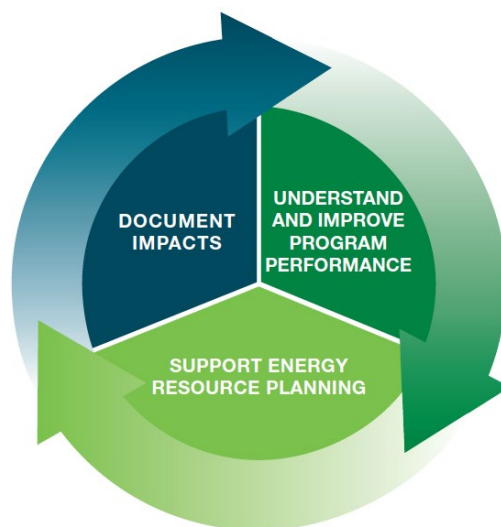 DOCUMENT
IMPACTS
UNDERSTAND
AND IMPROVE
PROGRAM
PERFORMANCE
SUPPORT ENERGY
RESOURCE PLANNING